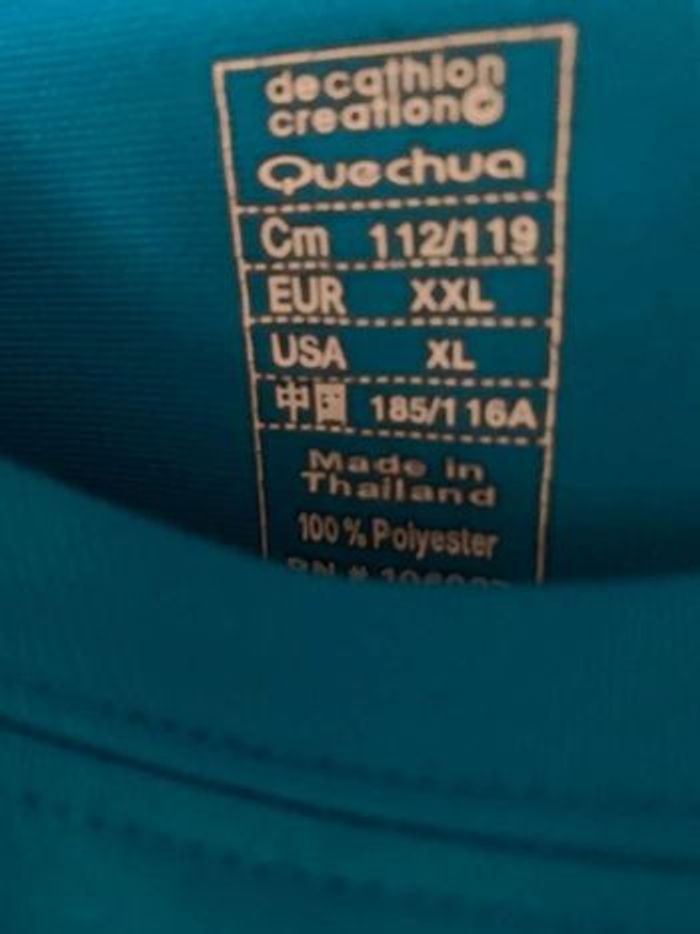 decathlon
creation
Quechua
Cm 112/119
EUR XXL
USA XL
中国 185/116A
Made in
Thailand
100 % Polyester
RN #